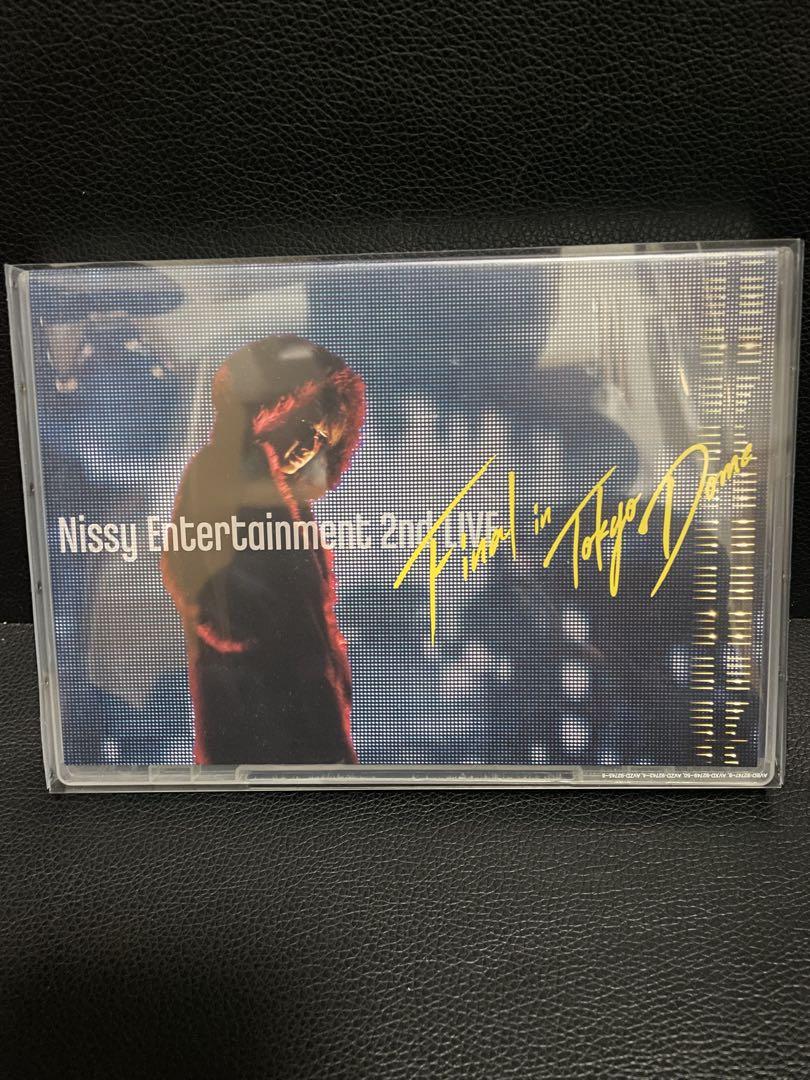 Nissy Entertainment 2nd LIVE
Final in Tokyo Dome